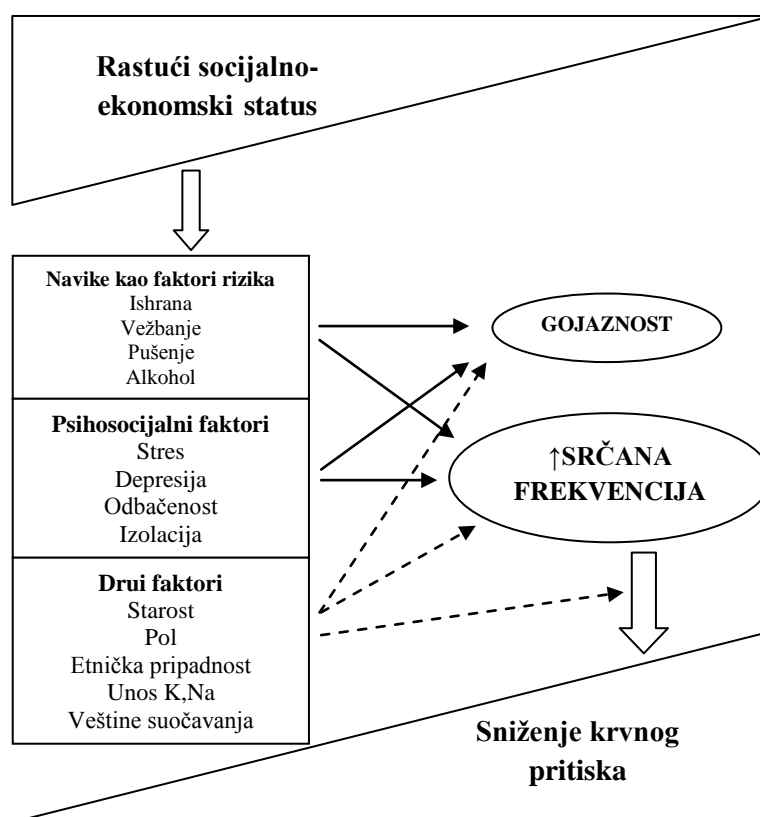 Rastući socijalno-
ekonomski status
Navike kao faktori rizika
Ishrana
Vežbanje
Pušenje
Alkohol
Psihosocijalni faktori
Stres
Depresija
Odbačenost
Izolacija
Drui faktori
Starost
Pol
Etnička pripadnost
Unos K,Na
Veštine suočavanja
GOJAZNOST
↑SRČANA
FREKVENCIJA
Sniženje krvnog
pritiska